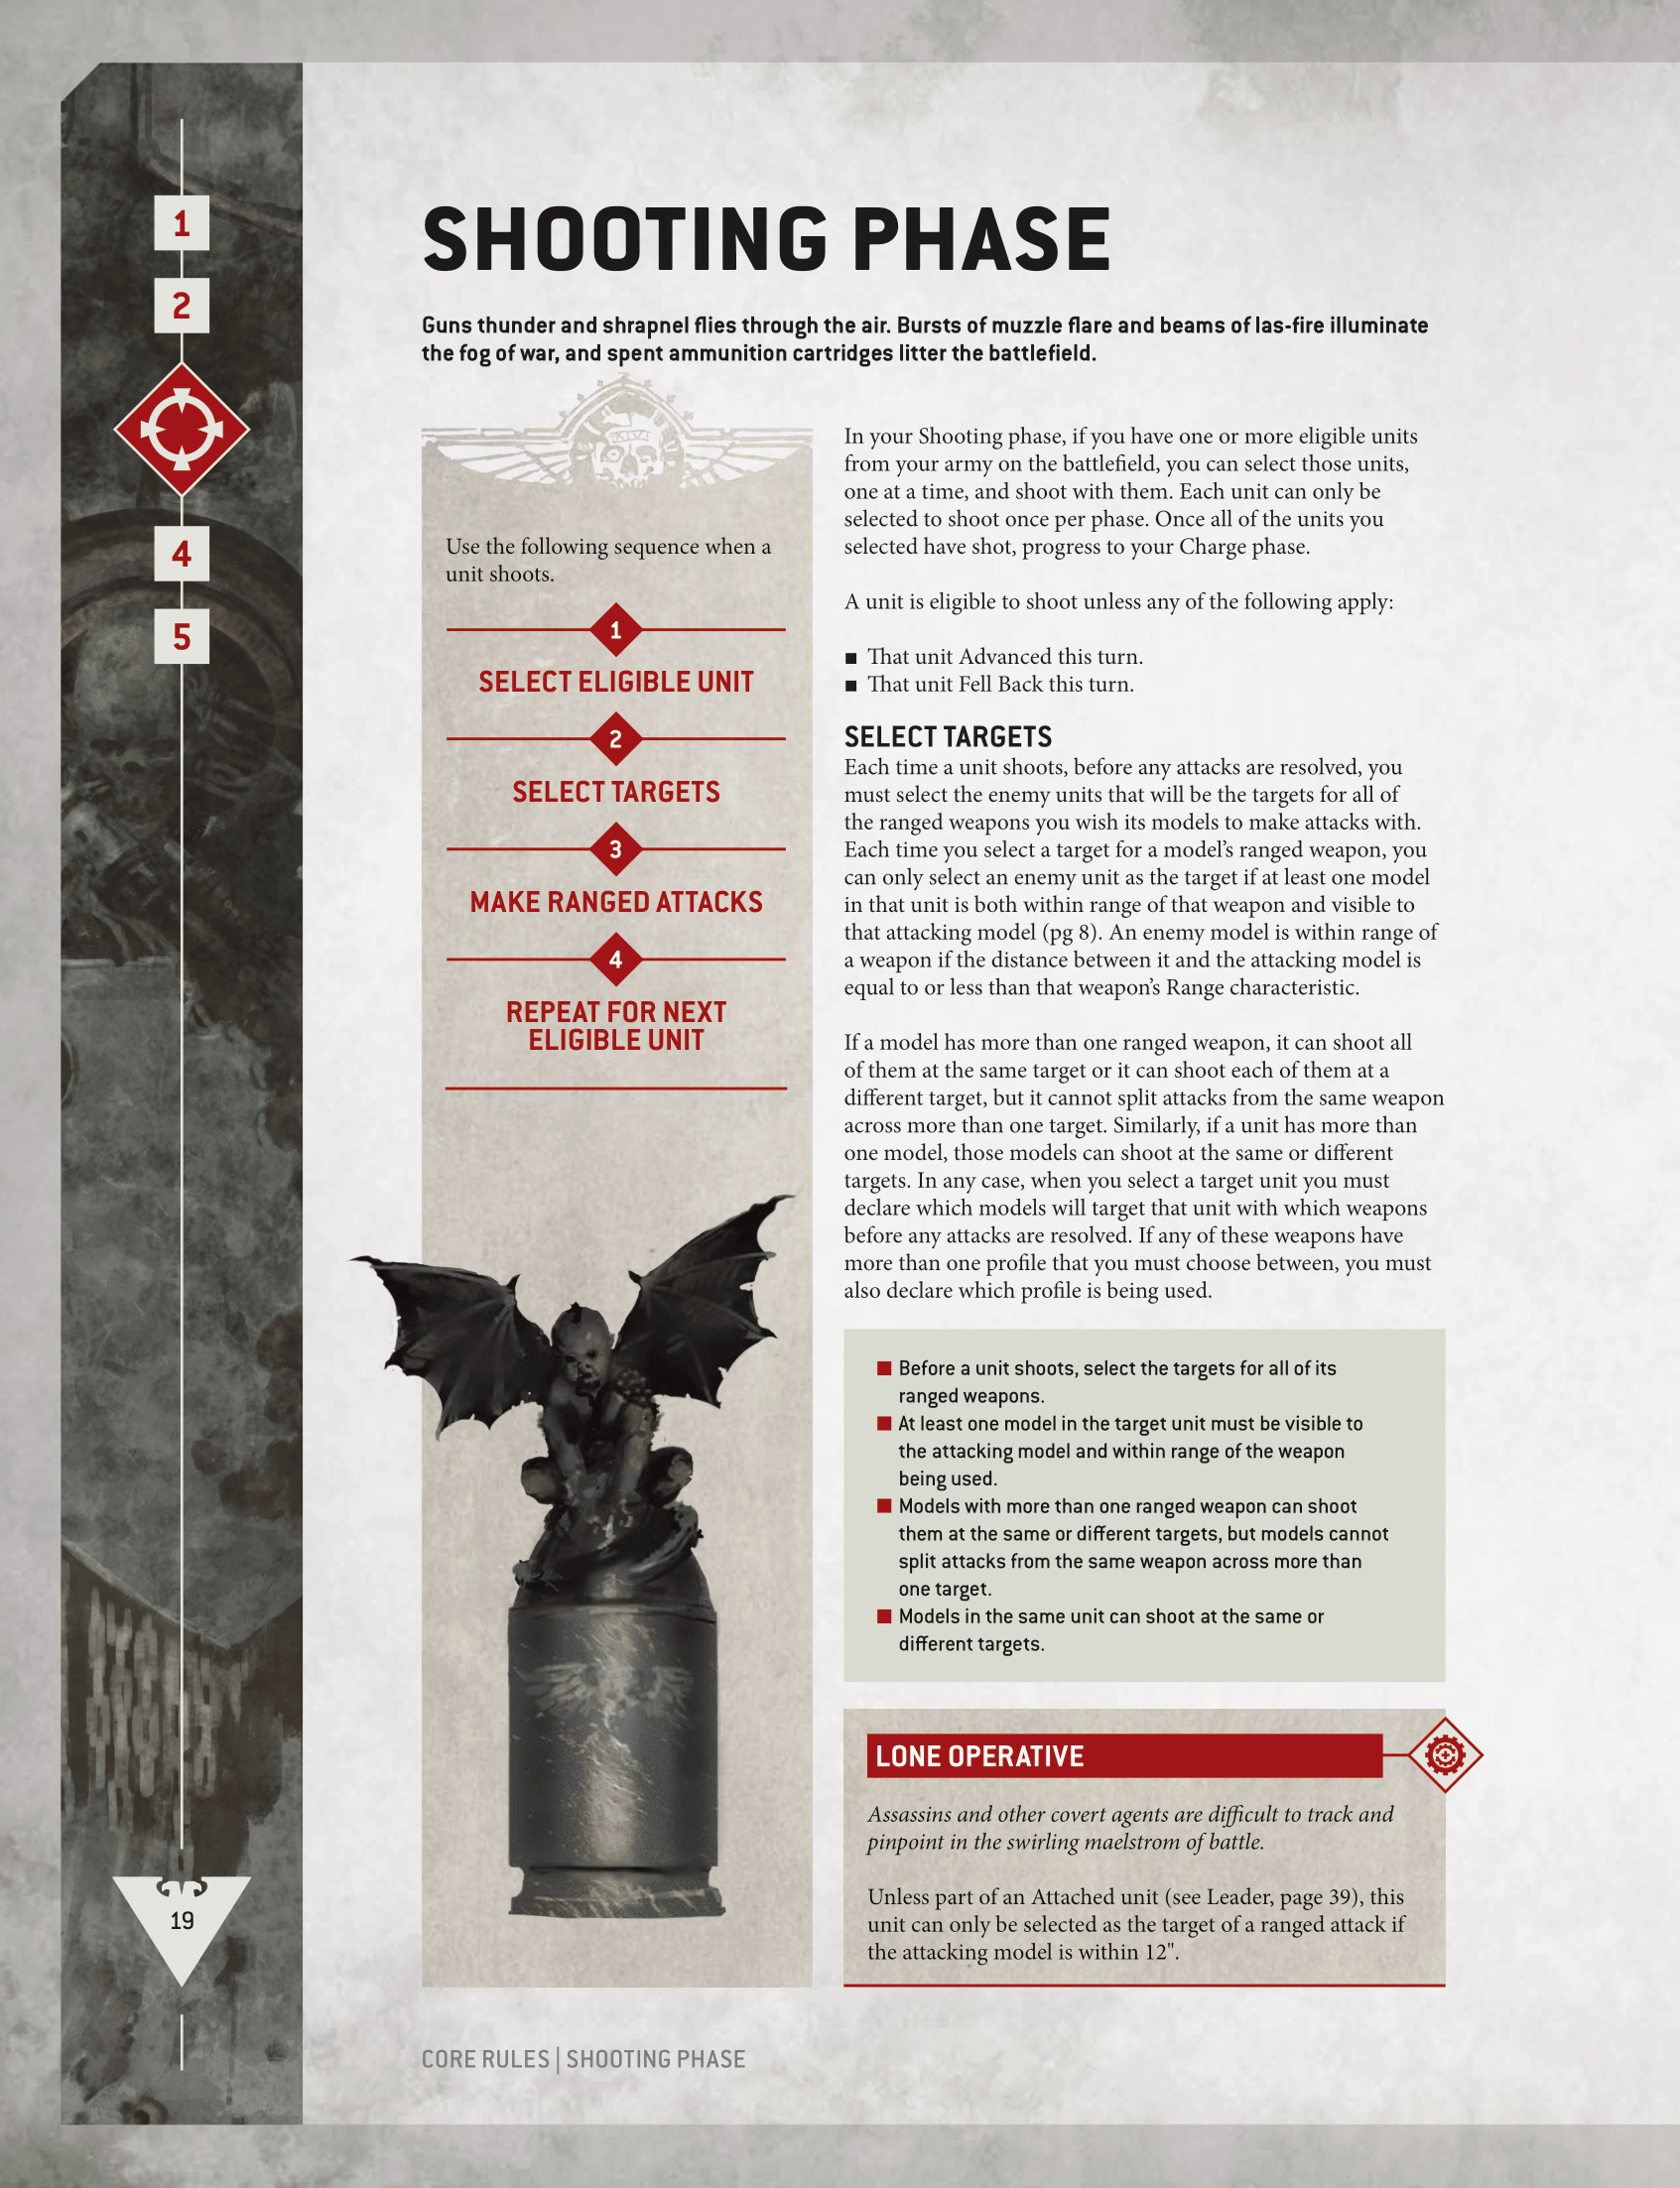 1
2
4
5
19
SHOOTING PHASE
Guns thunder and shrapnel flies through the air. Bursts of muzzle flare and beams of las-fire illuminate
the fog of war, and spent ammunition cartridges litter the battlefield.
Use the following sequence when a
unit shoots.
1
SELECT ELIGIBLE UNIT
2
SELECT TARGETS
3
MAKE RANGED ATTACKS
4
REPEAT FOR NEXT
ELIGIBLE UNIT
In your Shooting phase, if you have one or more eligible units
from your army on the battlefield, you can select those units,
one at a time, and shoot with them. Each unit can only be
selected to shoot once per phase. Once all of the units you
selected have shot, progress to your Charge phase.
A unit is eligible to shoot unless any of the following apply:
■ That unit Advanced this turn.
■ That unit Fell Back this turn.
SELECT TARGETS
Each time a unit shoots, before any attacks are resolved, you
must select the enemy units that will be the targets for all of
the ranged weapons you wish its models to make attacks with.
Each time you select a target for a model’s ranged weapon, you
can only select an enemy unit as the target if at least one model
in that unit is both within range of that weapon and visible to
that attacking model (pg 8). An enemy model is within range of
a weapon if the distance between it and the attacking model is
equal to or less than that weapon’s Range characteristic.
If a model has more than one ranged weapon, it can shoot all
of them at the same target or it can shoot each of them at a
different target, but it cannot split attacks from the same weapon
across more than one target. Similarly, if a unit has more than
one model, those models can shoot at the same or different
targets. In any case, when you select a target unit you must
declare which models will target that unit with which weapons
before any attacks are resolved. If any of these weapons have
more than one profile that you must choose between, you must
also declare which profile is being used.
■ Before a unit shoots, select the targets for all of its
ranged weapons.
■ At least one model in the target unit must be visible to
the attacking model and within range of the weapon
being used.
■ Models with more than one ranged weapon can shoot
them at the same or different targets, but models cannot
split attacks from the same weapon across more than
one target.
■ Models in the same unit can shoot at the same or
different targets.
LONE OPERATIVE
Assassins and other covert agents are difficult to track and
pinpoint in the swirling maelstrom of battle.
Unless part of an Attached unit (see Leader, page 39), this
unit can only be selected as the target of a ranged attack if
the attacking model is within 12".
CORE RULES | SHOOTING PHASE